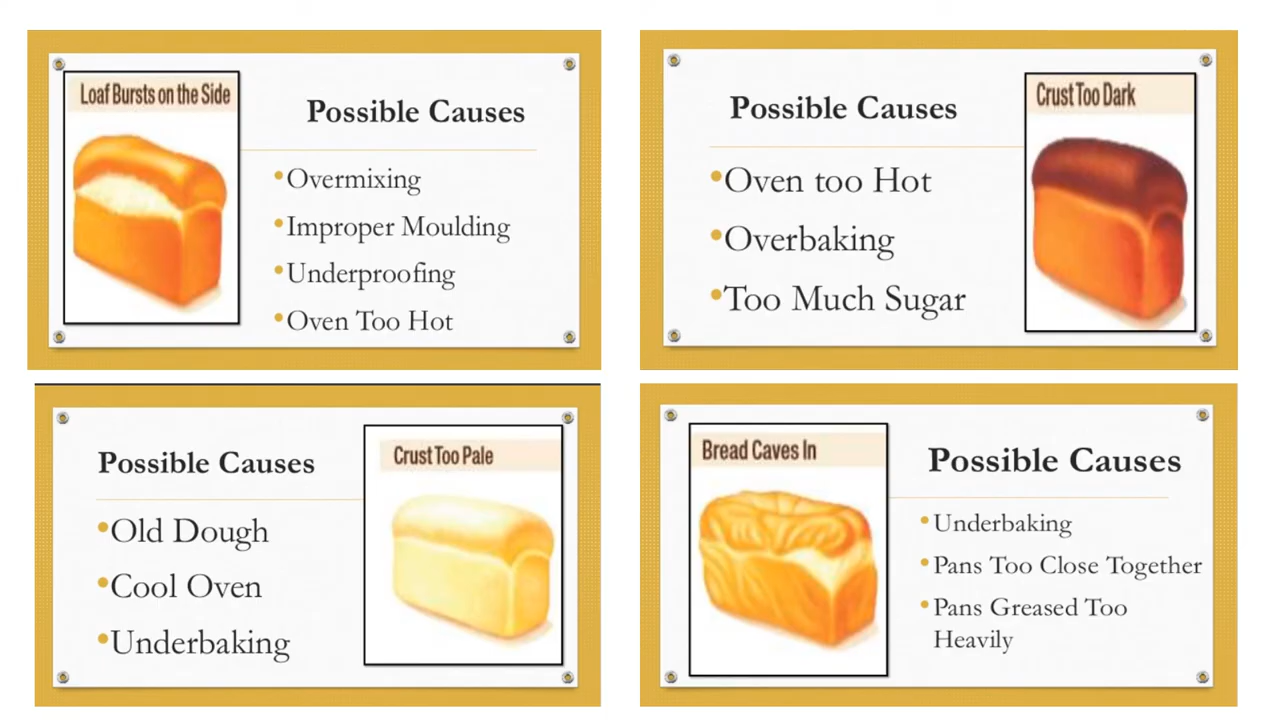 Loaf Bursts on the Side
Possible Causes
•Overmixing
•Improper Moulding
•Underproofing
•Oven Too Hot
Possible Causes
•Oven too Hot
•Overbaking
•Too Much Sugar
Crust Too Dark
Possible Causes
•Old Dough
•Cool Oven
•Underbaking
Crust Too Pale
Bread Caves In
Possible Causes
•Underbaking
•Pans Too Close Together
•Pans Greased Too
Heavily